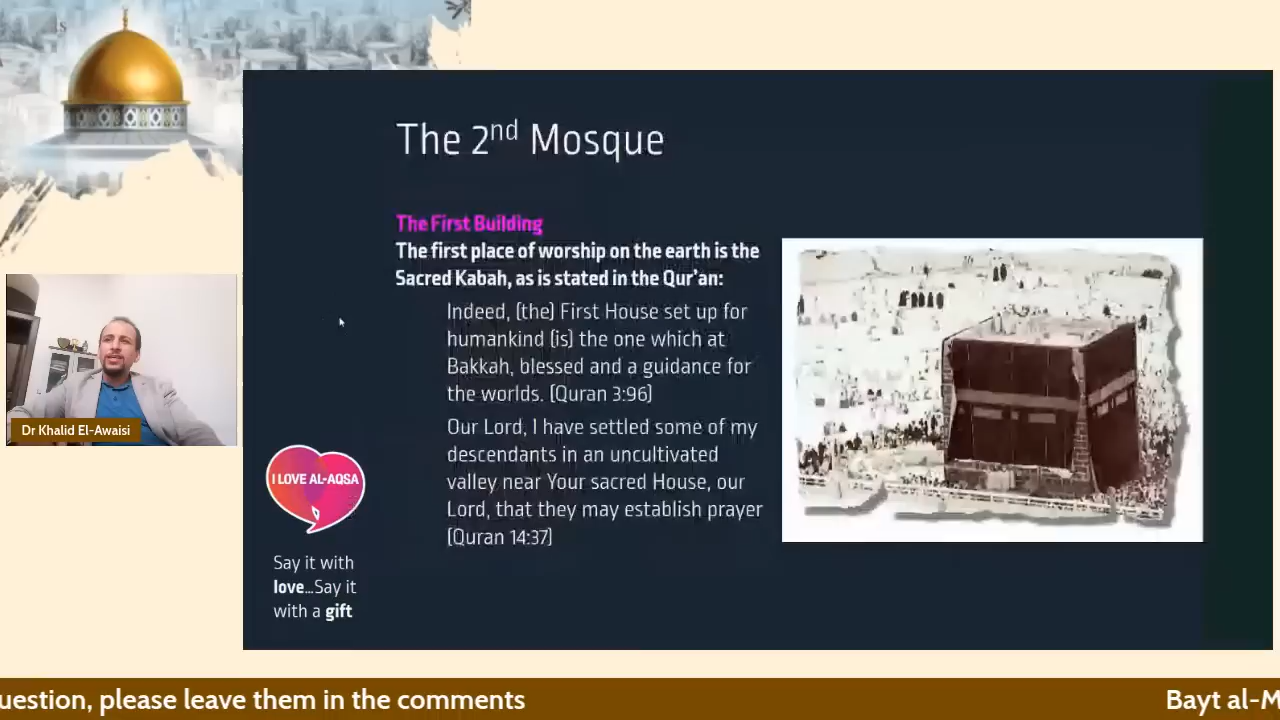 The 2nd Mosque
The First Building
The first place of worship on the earth is the
Sacred Kabah, as is stated in the Qur'an:
Indeed, (the) First House set up for
humankind (is) the one which at
Bakkah, blessed and a guidance for
the worlds. (Quran 3:96)
Our Lord, I have settled some of my
descendants in an uncultivated
valley near Your sacred House, our
Lord, that they may establish prayer
(Quran 14:37)
Dr Khalid El-Awaisi
I LOVE AL-AQSA
Say it with
love...Say it
with a gift
uestion, please leave them in the comments
Bayt al-M